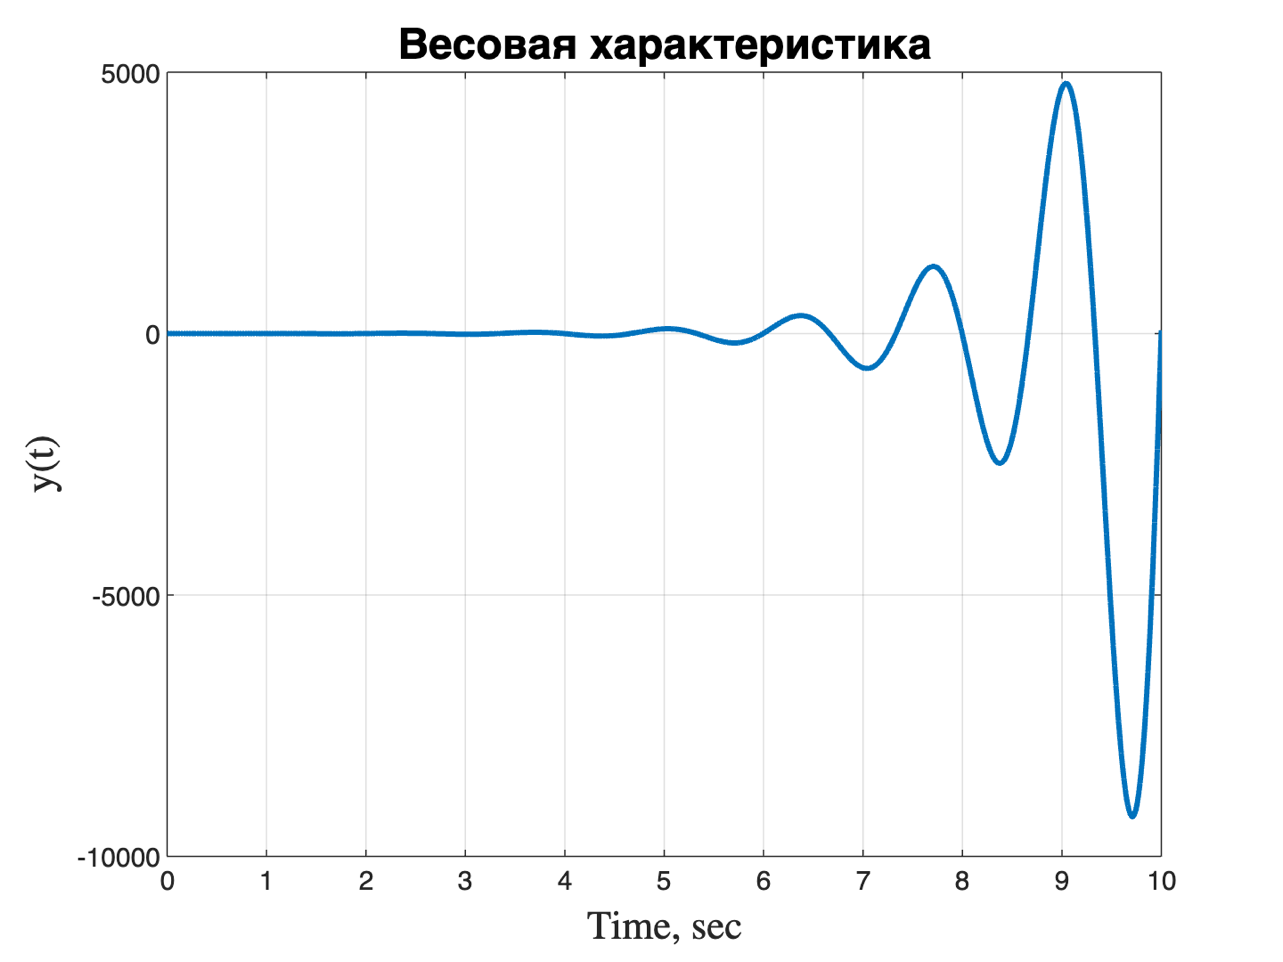 Весовая характеристика
5000
0
-5000
-10000
y(t)
0 1 2 3 4 5 6 7 8 9 10
Time, sec